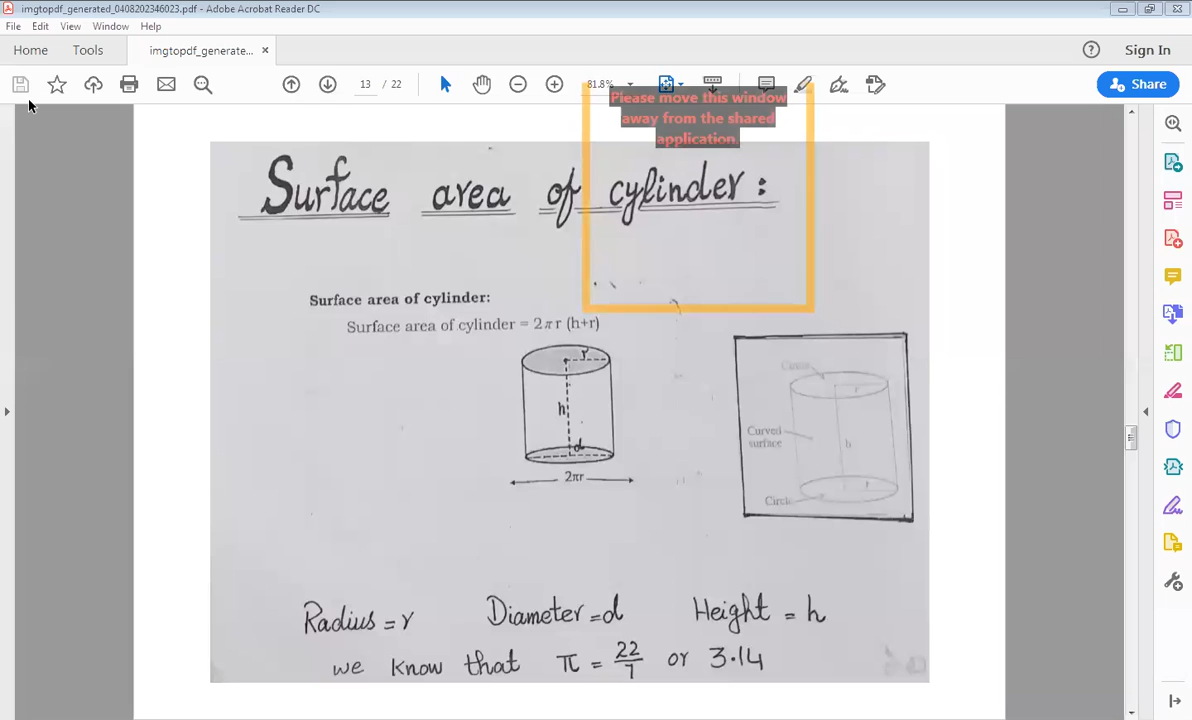 imgtopdf_generated_0408202346023.pdf - Adobe Acrobat Reader DC
File Edit View Window Help
Home Tools imgtopdf_generate... ×
Sign In
13 / 22
81.8%
Share
Please move this window
away from the shared
application.
Surface area of cylinder:
Surface area of cylinder:
Surface area of cylinder = 2πr (h+r)
r
h
d
2πr
Circle
r
Curved
surface
h
r
Circle
Radius = r Diameter = d Height = h
we know that π = 22/7 or 3.14